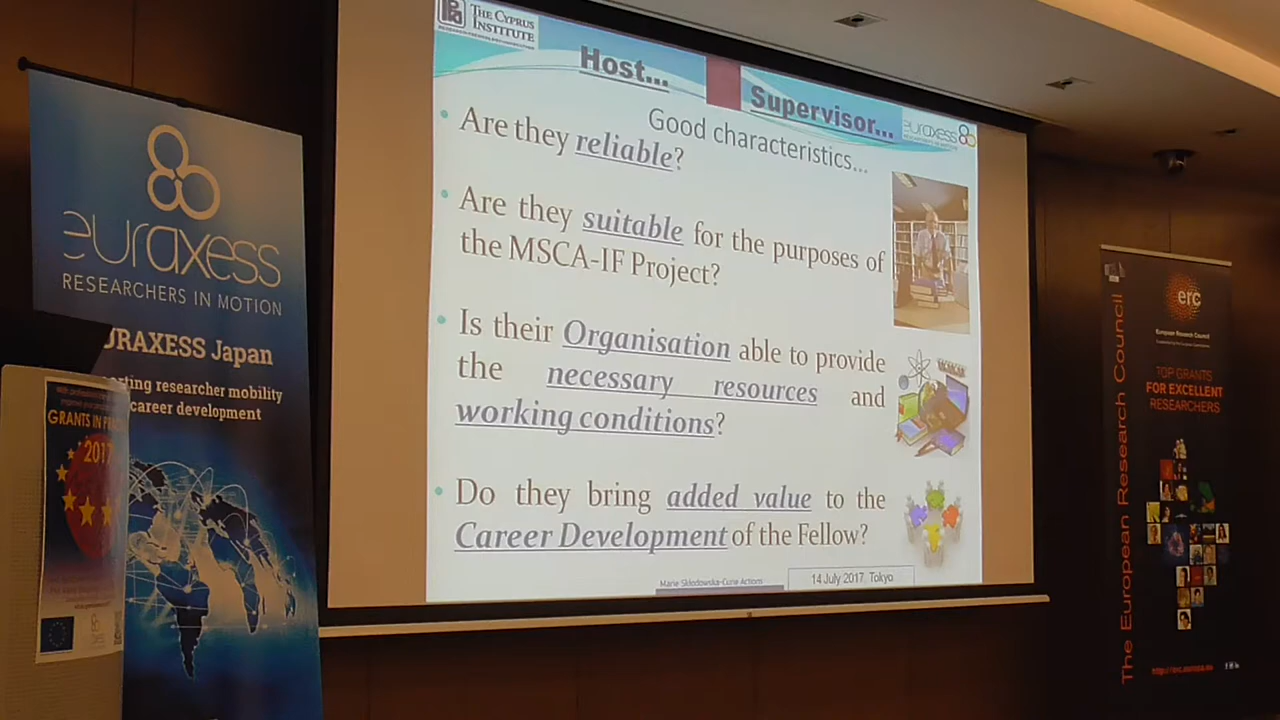 THE CYPRUS
INSTITUTE
Host...
Supervisor...
euraxess
Good characteristics...
Are they reliable?
Are they suitable for the purposes of
the MSCA-IF Project?
Is their Organisation able to provide
the necessary resources and
working conditions?
Do they bring added value to the
Career Development of the Fellow?
Marie Skłodowska-Curie Actions
14 July 2017, Tokyo
euraxess
RESEARCHERS IN MOTION
URAXESS Japan
rting researcher mobility
career development
GRANTS IN PRA
2017
The European Research Council
erc
European Research Council
TOP GRANTS
FOR EXCELLENT
RESEARCHERS